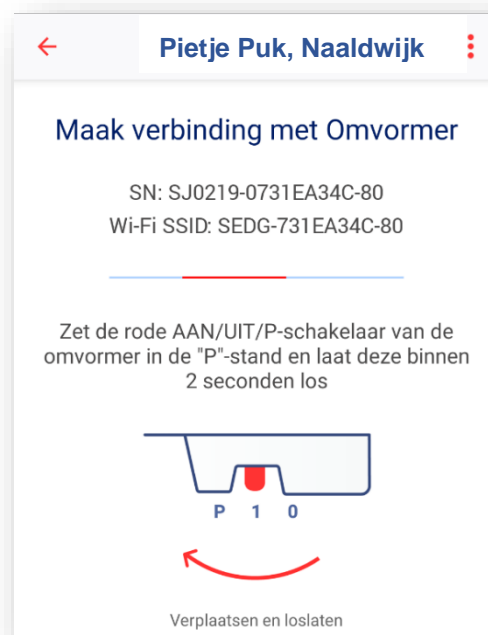 Pietje Puk, Naaldwijk
Maak verbinding met Omvormer
SN: SJ0219-0731EA34C-80
Wi-Fi SSID: SEDG-731EA34C-80
Zet de rode AAN/UIT/P-schakelaar van de
omvormer in de "P"-stand en laat deze binnen
2 seconden los
P 1 0
Verplaatsen en loslaten